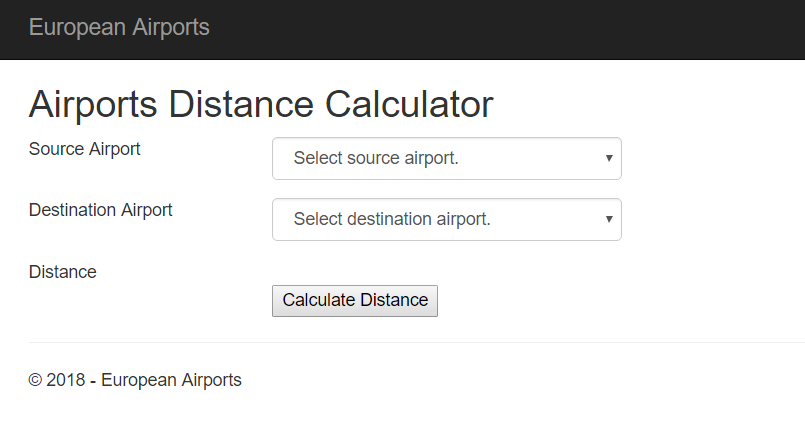 European Airports
Airports Distance Calculator
Source Airport
Select source airport.
Destination Airport
Select destination airport.
Distance
Calculate Distance
© 2018 - European Airports